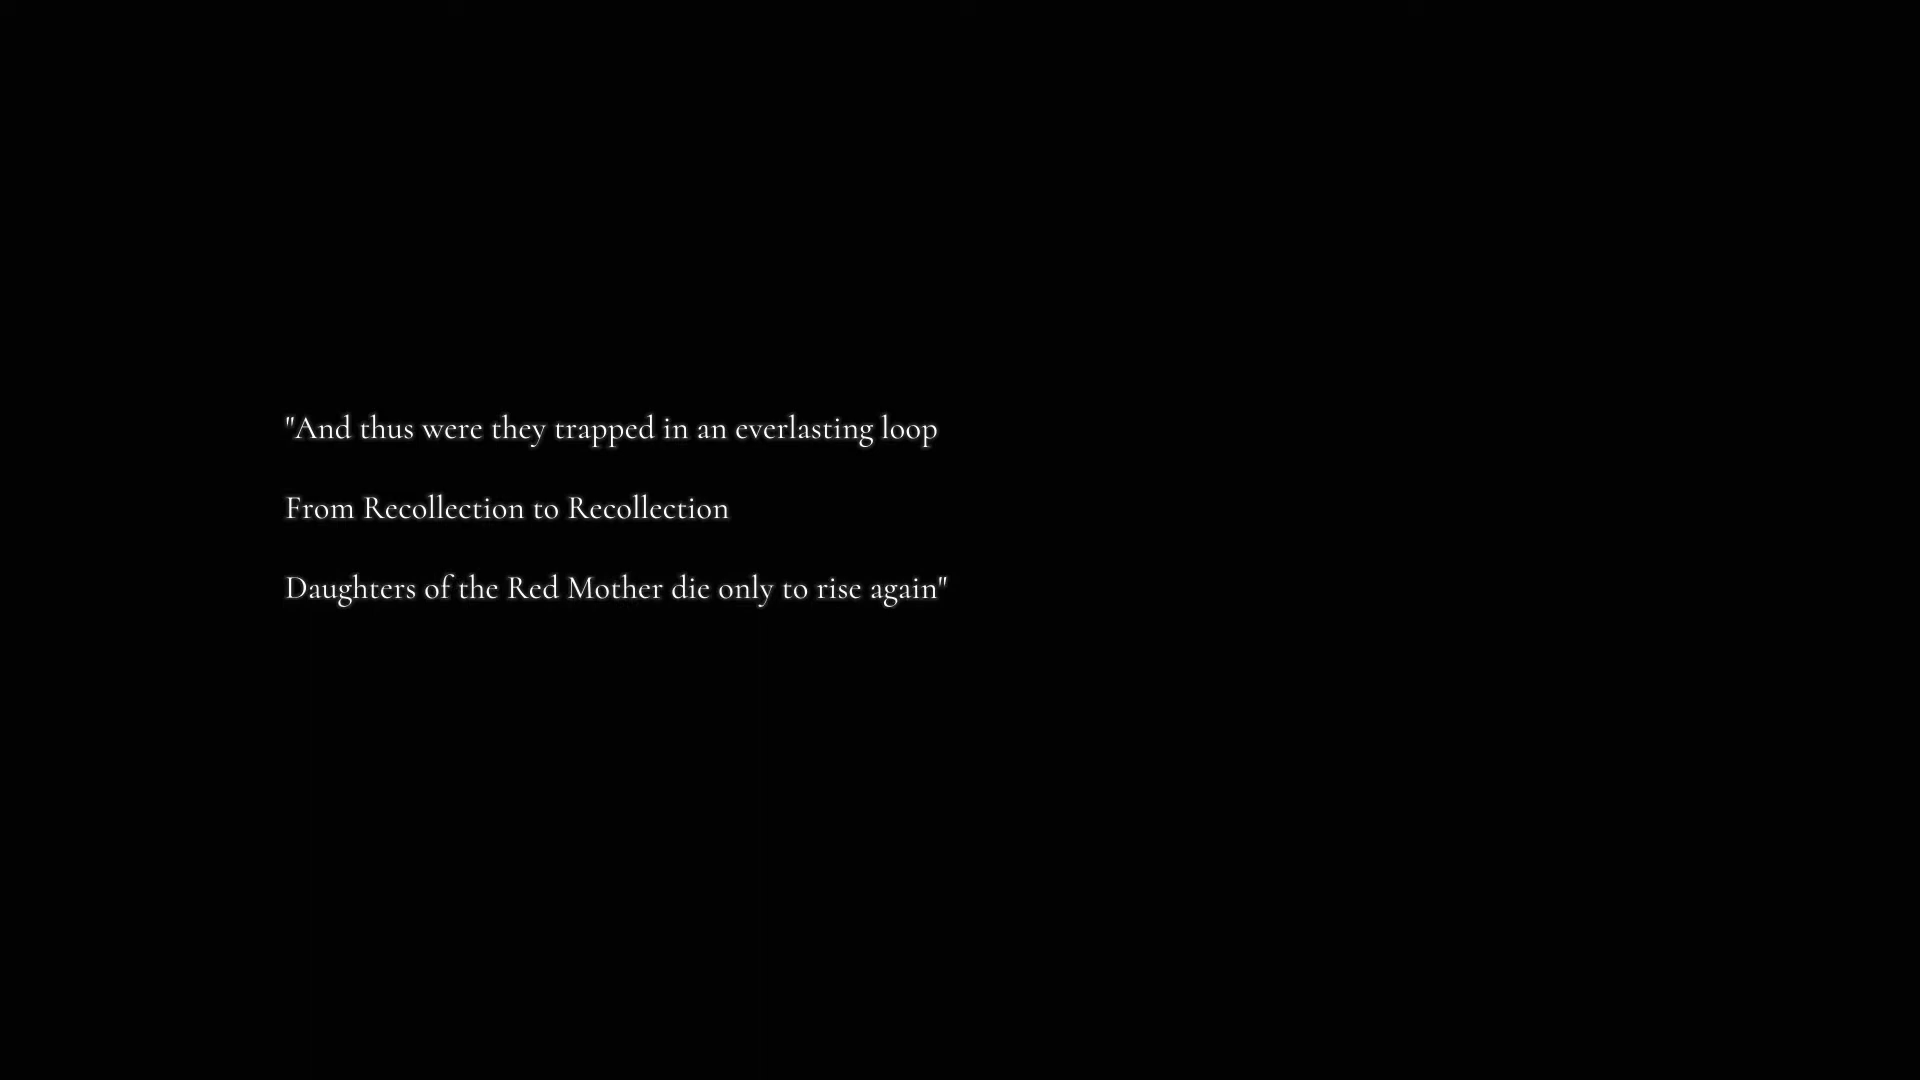 "And thus were they trapped in an everlasting loop
From Recollection to Recollection
Daughters of the Red Mother die only to rise again"